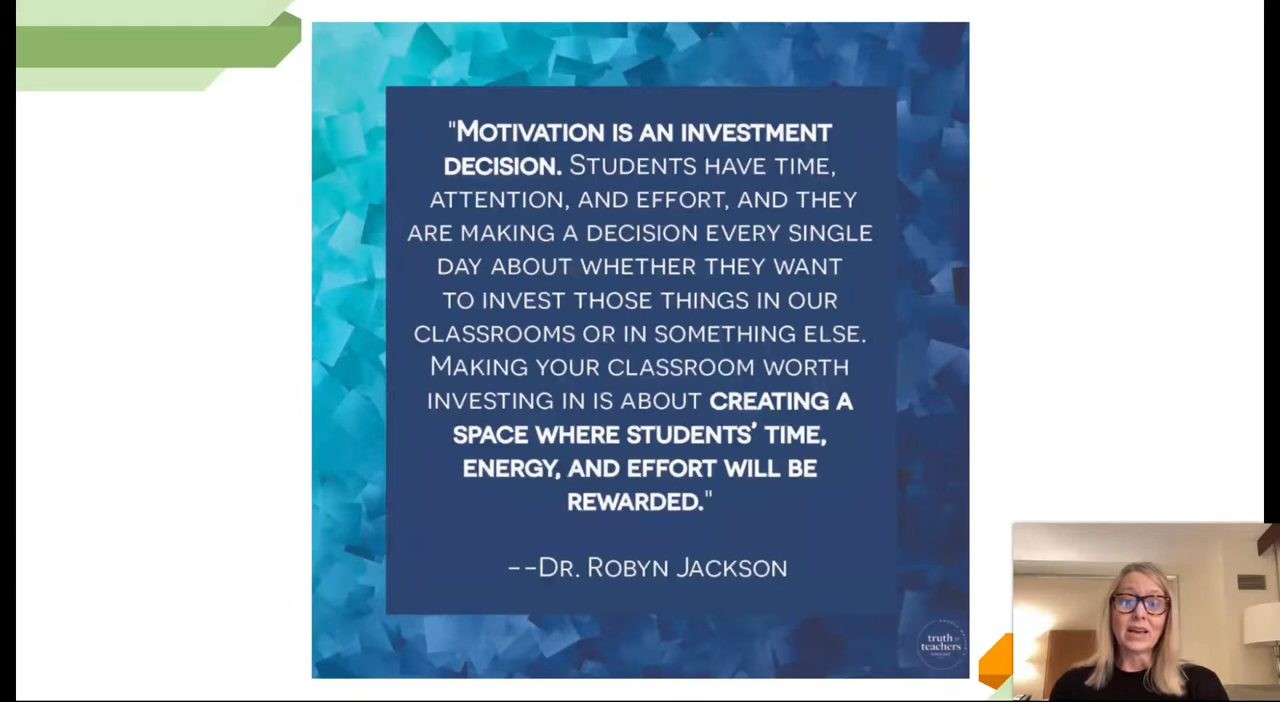 "MOTIVATION IS AN INVESTMENT
DECISION. STUDENTS HAVE TIME,
ATTENTION, AND EFFORT, AND THEY
ARE MAKING A DECISION EVERY SINGLE
DAY ABOUT WHETHER THEY WANT
TO INVEST THOSE THINGS IN OUR
CLASSROOMS OR IN SOMETHING ELSE.
MAKING YOUR CLASSROOM WORTH
INVESTING IN IS ABOUT CREATING A
SPACE WHERE STUDENTS' TIME,
ENERGY, AND EFFORT WILL BE
REWARDED."
--DR. ROBYN JACKSON
truth
teachers
PODCAST